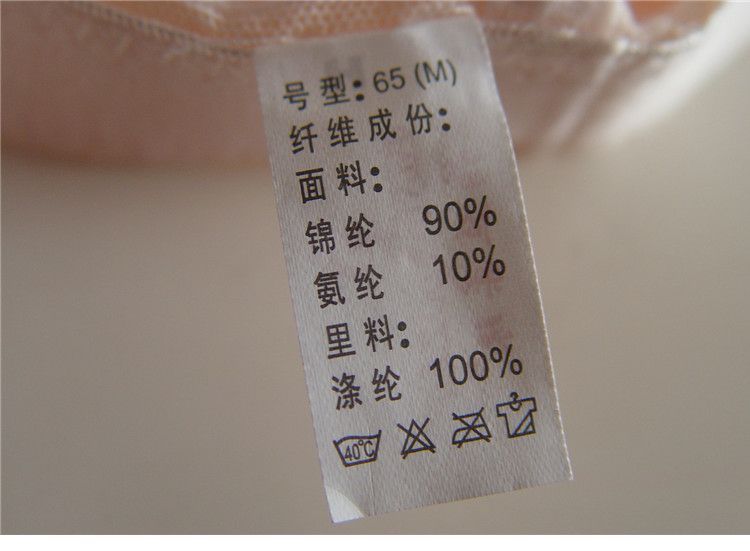 号型：65 (M)
纤维成份：
面料：
锦纶 90%
氨纶 10%
里料：
涤纶 100%
40℃